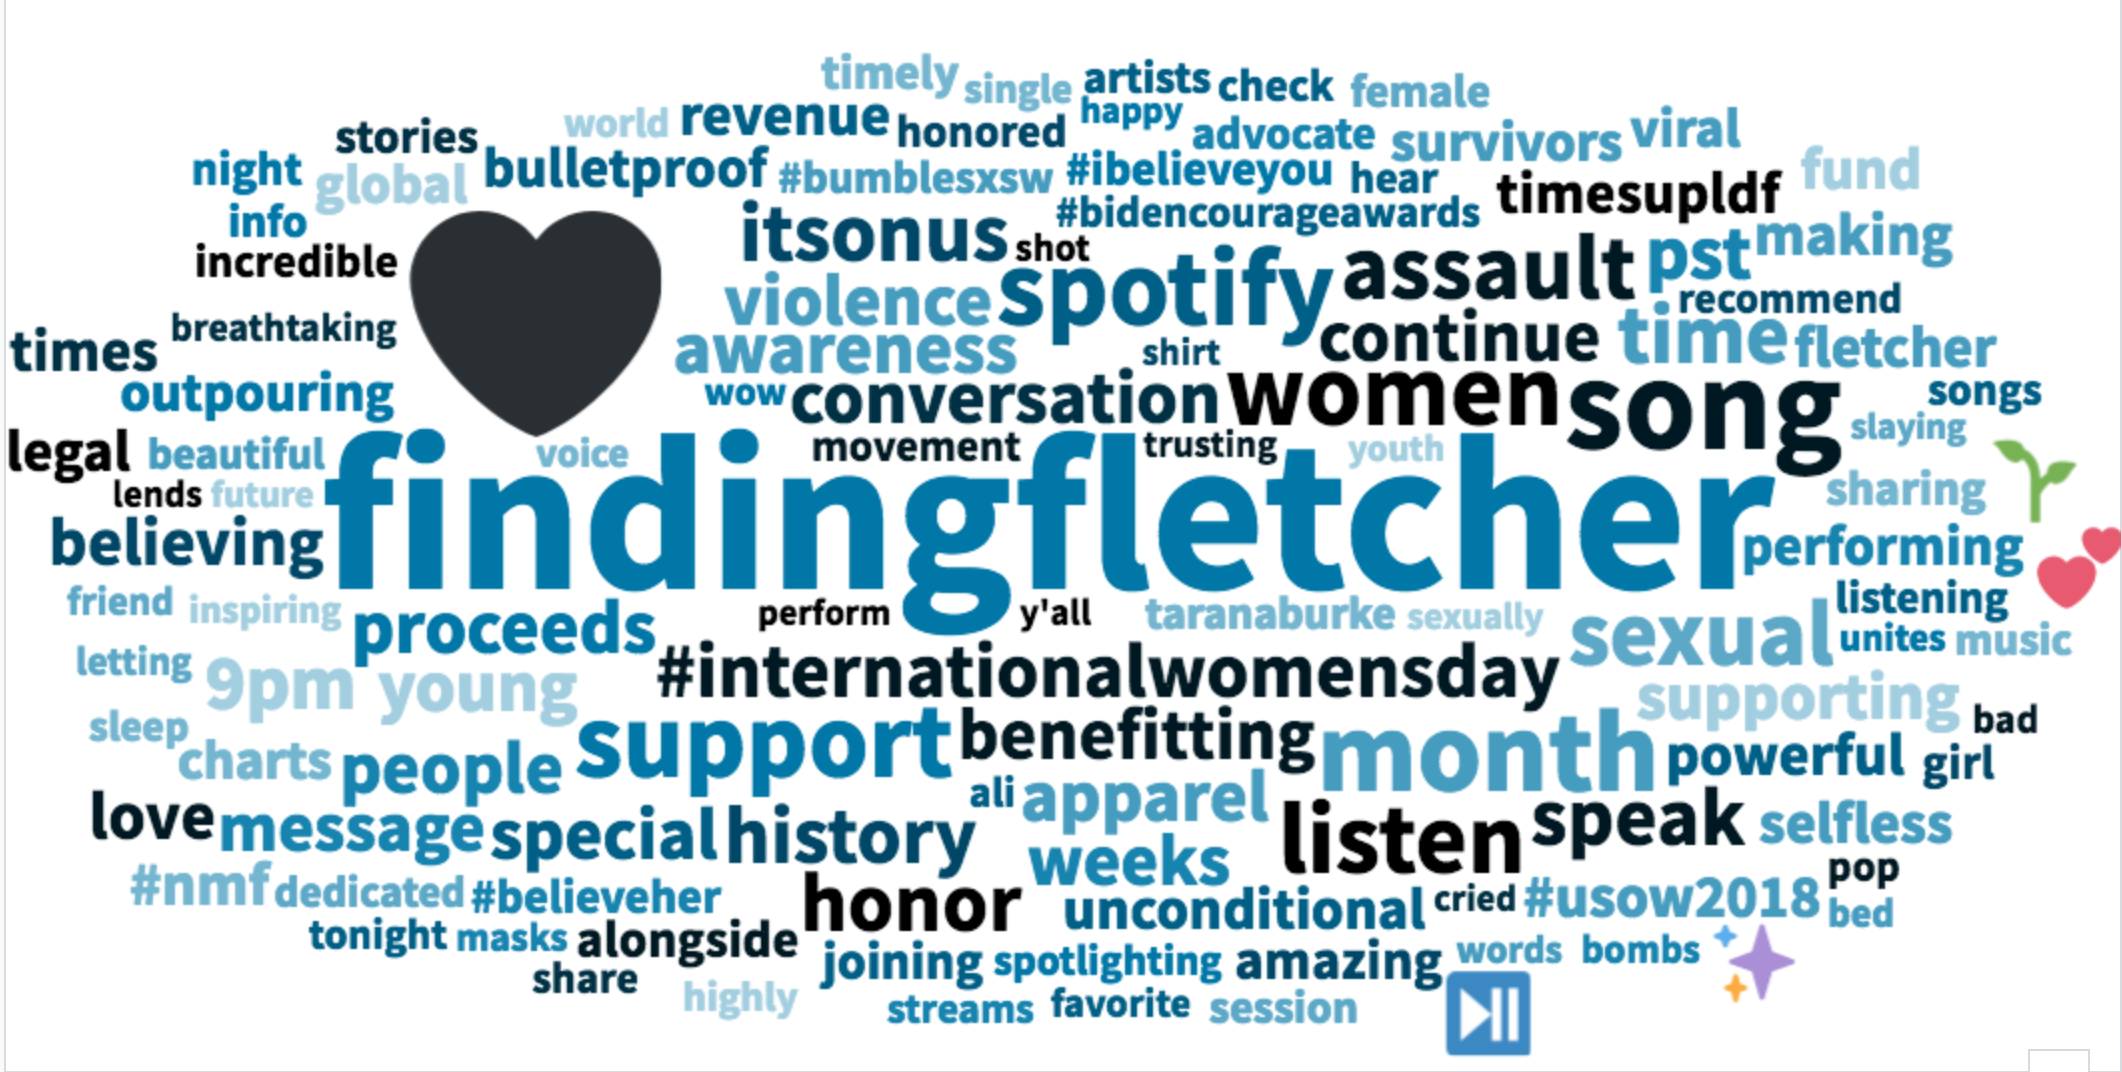 timely single artists check female
world revenue honored happy advocate survivors viral
stories
night global bulletproof #bumblesxsw #ibelieveyou hear timesupldf fund
info itsonus shot #bidencourageawards making
incredible violence spotify assault pst recommend
times breathtaking awareness shirt continue time fletcher
outpouring wow conversation women song songs
legal beautiful voice movement trusting youth slaying
lends future findingfletcher sharing
believing performing
friend inspiring proceeds perform y'all taranaburke sexually sexual listening
letting 9pm young #internationalwomensday unites music
supporting
sleep charts people support benefitting month powerful bad girl
love message special history ali apparel listen speak selfless
#nmf dedicated #believeher honor weeks unconditional cried #usow2018 pop bed
tonight masks alongside joining spotlighting amazing words bombs
share highly streams favorite session